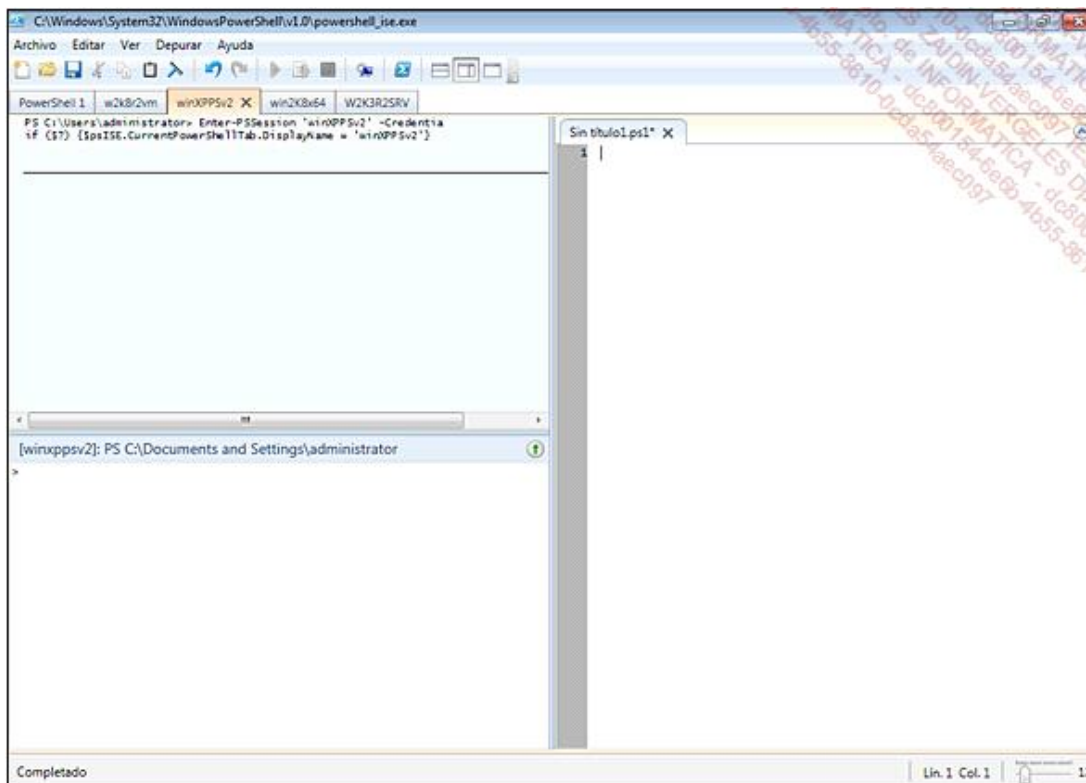 C:\Windows\System32\WindowsPowerShell\v1.0\powershell_ise.exe
Archivo Editar Ver Depurar Ayuda
PowerShell 1 w2k8r2vm winXPPSv2 win2K8x64 W2K3R2SRV
PS C:\Users\administrator> Enter-PSSession 'winXPPSv2' -Credentia
if ($?) {$psISE.CurrentPowerShellTab.DisplayName = 'winXPPSv2'}
[winxppsv2]: PS C:\Documents and Settings\administrator
>
Sin título1.ps1*
1
Completado
Lin. 1 Col. 1